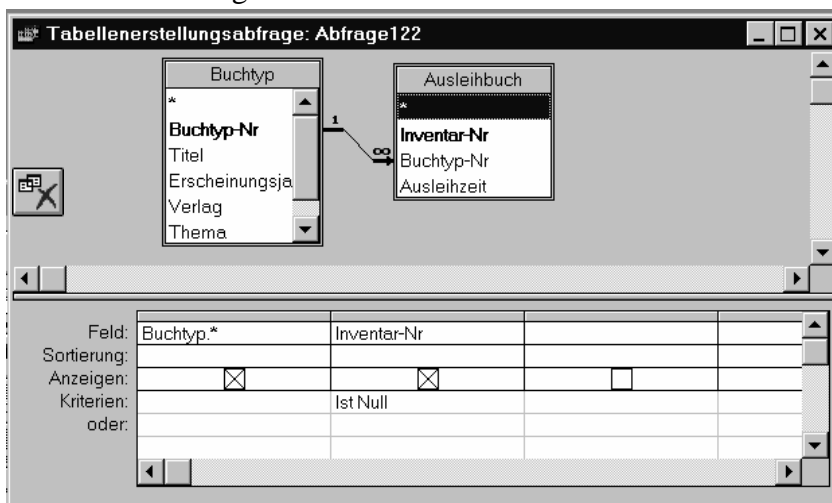 Tabellenerstellungsabfrage: Abfrage122
Buchtyp
*
Buchtyp-Nr
Titel
Erscheinungsja
Verlag
Thema
1
∞
Ausleihbuch
*
Inventar-Nr
Buchtyp-Nr
Ausleihzeit
Feld: Buchtyp.* Inventar-Nr
Sortierung:
Anzeigen:
Kriterien: Ist Null
oder: